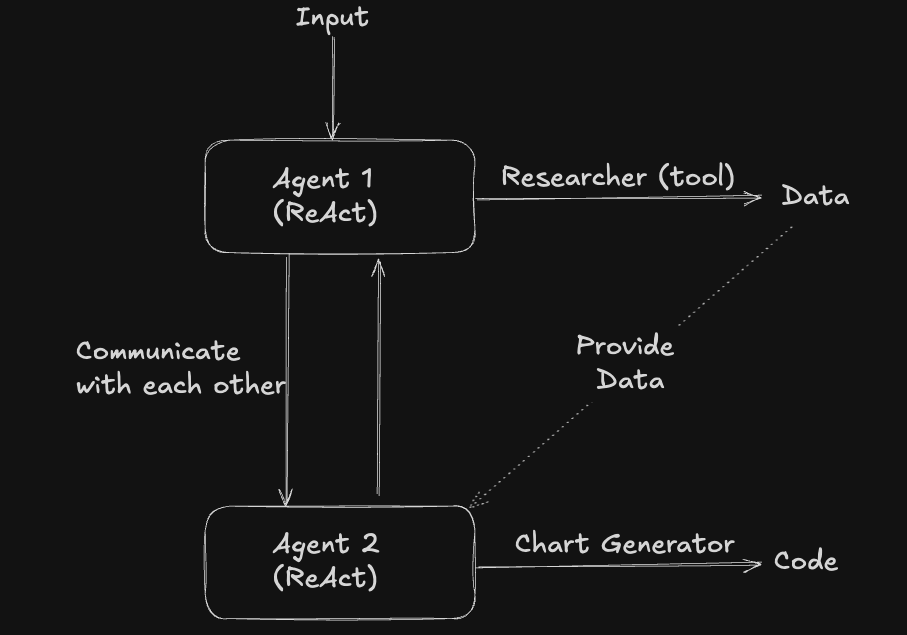 Input
Agent 1
(ReAct)
Researcher (tool)
Data
Communicate
with each other
Provide
Data
Agent 2
(ReAct)
Chart Generator
Code